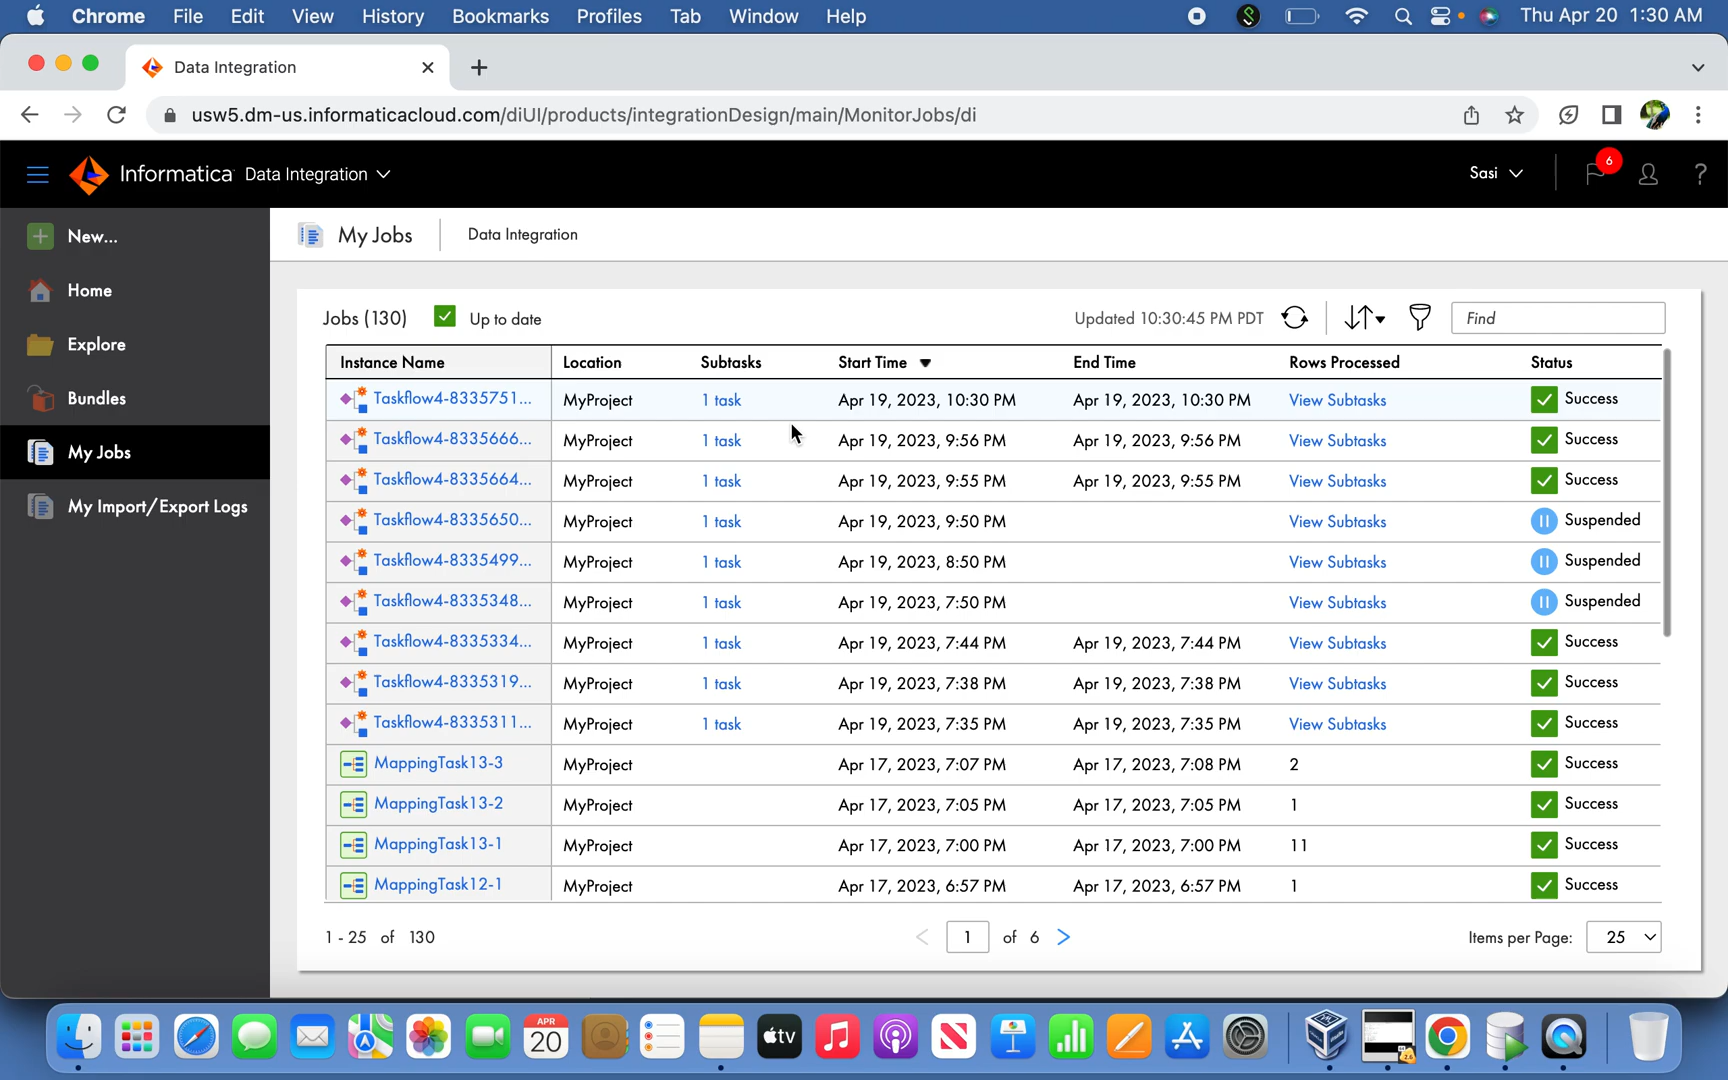 Chrome File Edit View History Bookmarks Profiles Tab Window Help Thu Apr 20 1:30 AM
Data Integration
usw5.dm-us.informaticacloud.com/diUI/products/integrationDesign/main/MonitorJobs/di
Informatica Data Integration Sasi 6 ?
New...
Home
Explore
Bundles
My Jobs
My Import/Export Logs
My Jobs Data Integration
Jobs (130) Up to date Updated 10:30:45 PM PDT Find
Instance Name Location Subtasks Start Time End Time Rows Processed Status
Taskflow4-8335751... MyProject 1 task Apr 19, 2023, 10:30 PM Apr 19, 2023, 10:30 PM View Subtasks Success
Taskflow4-8335666... MyProject 1 task Apr 19, 2023, 9:56 PM Apr 19, 2023, 9:56 PM View Subtasks Success
Taskflow4-8335664... MyProject 1 task Apr 19, 2023, 9:55 PM Apr 19, 2023, 9:55 PM View Subtasks Success
Taskflow4-8335650... MyProject 1 task Apr 19, 2023, 9:50 PM View Subtasks Suspended
Taskflow4-8335499... MyProject 1 task Apr 19, 2023, 8:50 PM View Subtasks Suspended
Taskflow4-8335348... MyProject 1 task Apr 19, 2023, 7:50 PM View Subtasks Suspended
Taskflow4-8335334... MyProject 1 task Apr 19, 2023, 7:44 PM Apr 19, 2023, 7:44 PM View Subtasks Success
Taskflow4-8335319... MyProject 1 task Apr 19, 2023, 7:38 PM Apr 19, 2023, 7:38 PM View Subtasks Success
Taskflow4-8335311... MyProject 1 task Apr 19, 2023, 7:35 PM Apr 19, 2023, 7:35 PM View Subtasks Success
MappingTask13-3 MyProject Apr 17, 2023, 7:07 PM Apr 17, 2023, 7:08 PM 2 Success
MappingTask13-2 MyProject Apr 17, 2023, 7:05 PM Apr 17, 2023, 7:05 PM 1 Success
MappingTask13-1 MyProject Apr 17, 2023, 7:00 PM Apr 17, 2023, 7:00 PM 11 Success
MappingTask12-1 MyProject Apr 17, 2023, 6:57 PM Apr 17, 2023, 6:57 PM 1 Success
1 - 25 of 130 1 of 6 Items per Page: 25
APR
20
tv